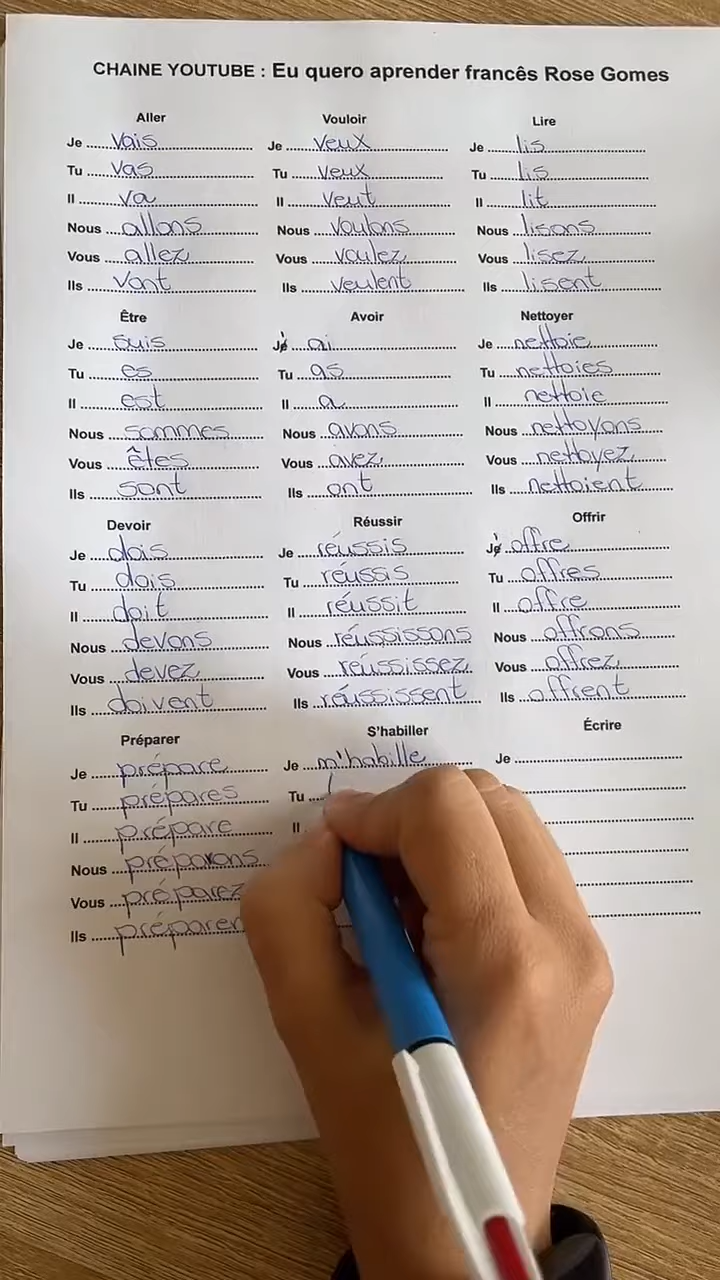 CHAINE YOUTUBE : Eu quero aprender francês Rose Gomes
Aller
Je vais
Tu vas
Il va
Nous allons
Vous allez
Ils vont
Vouloir
Je veux
Tu veux
Il veut
Nous voulons
Vous voulez
Ils veulent
Lire
Je lis
Tu lis
Il lit
Nous lisons
Vous lisez
Ils lisent
Être
Je suis
Tu es
Il est
Nous sommes
Vous êtes
Ils sont
Avoir
J' ai
Tu as
Il a
Nous avons
Vous avez
Ils ont
Nettoyer
Je nettoie
Tu nettoies
Il nettoie
Nous nettoyons
Vous nettoyez
Ils nettoient
Devoir
Je dois
Tu dois
Il doit
Nous devons
Vous devez
Ils doivent
Réussir
Je réussis
Tu réussis
Il réussit
Nous réussissons
Vous réussissez
Ils réussissent
Offrir
J' offre
Tu offres
Il offre
Nous offrons
Vous offrez
Ils offrent
Préparer
Je prépare
Tu prépares
Il prépare
Nous préparons
Vous préparez
Ils préparen
S'habiller
Je m'habille
Tu
Il
Écrire
Je